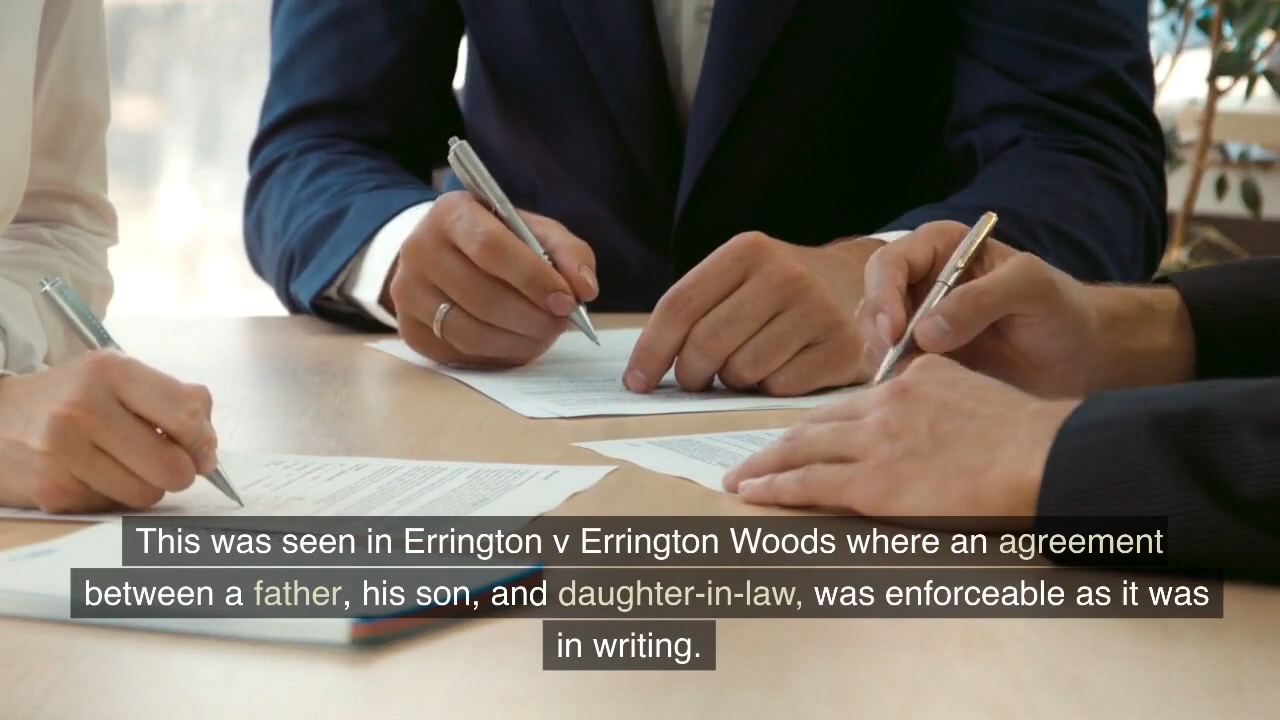 This was seen in Errington v Errington Woods where an agreement
between a father, his son, and daughter-in-law, was enforceable as it was
in writing.